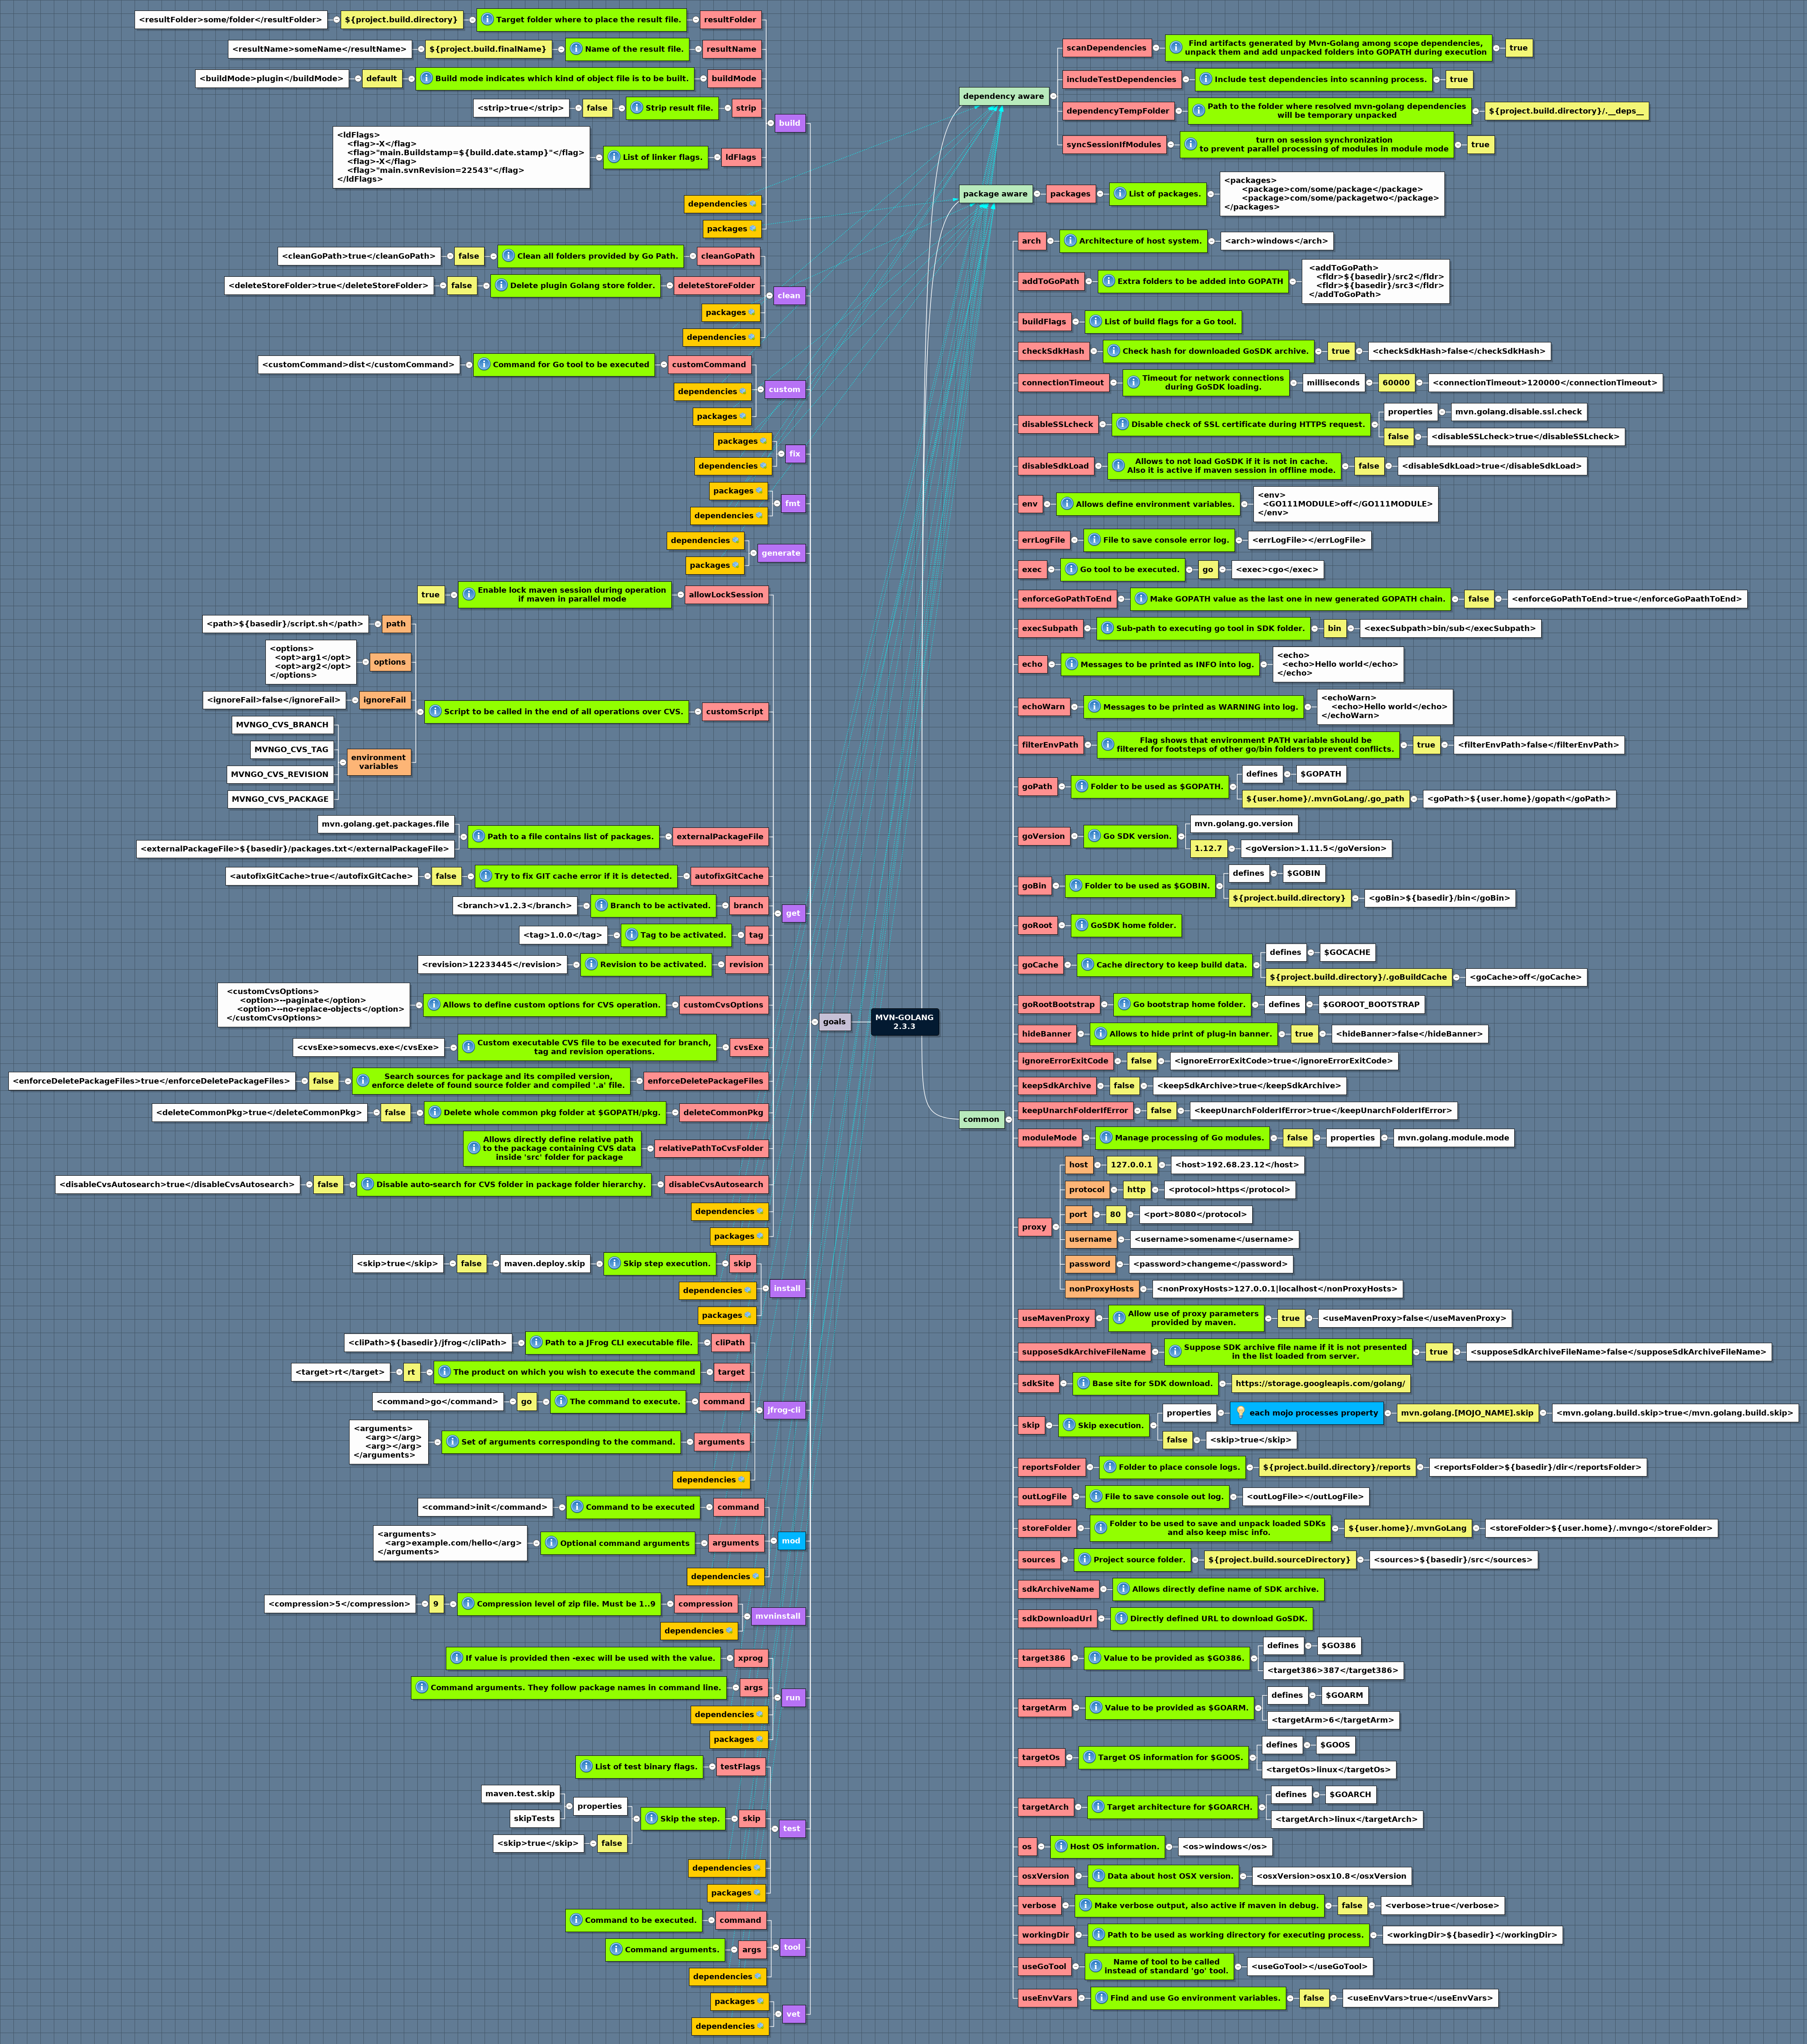 MVN-GOLANG
2.3.3
goals
build
resultFolder
Target folder where to place the result file.
${project.build.directory}
<resultFolder>some/folder</resultFolder>
resultName
Name of the result file.
${project.build.finalName}
<resultName>someName</resultName>
buildMode
Build mode indicates which kind of object file is to be built.
default
<buildMode>plugin</buildMode>
strip
Strip result file.
false
<strip>true</strip>
ldFlags
List of linker flags.
<ldFlags>
<flag>-X</flag>
<flag>"main.Buildstamp=${build.date.stamp}"</flag>
<flag>-X</flag>
<flag>"main.svnRevision=22543"</flag>
</ldFlags>
dependencies
packages
clean
cleanGoPath
Clean all folders provided by Go Path.
false
<cleanGoPath>true</cleanGoPath>
deleteStoreFolder
Delete plugin Golang store folder.
false
<deleteStoreFolder>true</deleteStoreFolder>
packages
dependencies
custom
customCommand
Command for Go tool to be executed
<customCommand>dist</customCommand>
dependencies
packages
fix
packages
dependencies
fmt
packages
dependencies
generate
dependencies
packages
get
allowLockSession
Enable lock maven session during operation
if maven in parallel mode
true
customScript
Script to be called in the end of all operations over CVS.
path
<path>${basedir}/script.sh</path>
options
<options>
<opt>arg1</opt>
<opt>arg2</opt>
</options>
ignoreFail
<ignoreFail>false</ignoreFail>
environment
variables
MVNGO_CVS_BRANCH
MVNGO_CVS_TAG
MVNGO_CVS_REVISION
MVNGO_CVS_PACKAGE
externalPackageFile
Path to a file contains list of packages.
mvn.golang.get.packages.file
<externalPackageFile>${basedir}/packages.txt</externalPackageFile>
autofixGitCache
Try to fix GIT cache error if it is detected.
false
<autofixGitCache>true</autofixGitCache>
branch
Branch to be activated.
<branch>v1.2.3</branch>
tag
Tag to be activated.
<tag>1.0.0</tag>
revision
Revision to be activated.
<revision>12233445</revision>
customCvsOptions
Allows to define custom options for CVS operation.
<customCvsOptions>
<option>--paginate</option>
<option>--no-replace-objects</option>
</customCvsOptions>
cvsExe
Custom executable CVS file to be executed for branch,
tag and revision operations.
<cvsExe>somecvs.exe</cvsExe>
enforceDeletePackageFiles
Search sources for package and its compiled version,
enforce delete of found source folder and compiled '.a' file.
false
<enforceDeletePackageFiles>true</enforceDeletePackageFiles>
deleteCommonPkg
Delete whole common pkg folder at $GOPATH/pkg.
false
<deleteCommonPkg>true</deleteCommonPkg>
relativePathToCvsFolder
Allows directly define relative path
to the package containing CVS data
inside 'src' folder for package
disableCvsAutosearch
Disable auto-search for CVS folder in package folder hierarchy.
false
<disableCvsAutosearch>true</disableCvsAutosearch>
dependencies
packages
install
skip
Skip step execution.
maven.deploy.skip
false
<skip>true</skip>
dependencies
packages
jfrog-cli
cliPath
Path to a JFrog CLI executable file.
<cliPath>${basedir}/jfrog</cliPath>
target
The product on which you wish to execute the command
rt
<target>rt</target>
command
The command to execute.
go
<command>go</command>
arguments
Set of arguments corresponding to the command.
<arguments>
<arg></arg>
<arg></arg>
</arguments>
dependencies
mod
command
Command to be executed
<command>init</command>
arguments
Optional command arguments
<arguments>
<arg>example.com/hello</arg>
</arguments>
dependencies
mvninstall
compression
Compression level of zip file. Must be 1..9
9
<compression>5</compression>
dependencies
run
xprog
If value is provided then -exec will be used with the value.
args
Command arguments. They follow package names in command line.
dependencies
packages
test
testFlags
List of test binary flags.
skip
Skip the step.
properties
maven.test.skip
skipTests
false
<skip>true</skip>
dependencies
packages
tool
command
Command to be executed.
args
Command arguments.
dependencies
vet
packages
dependencies
dependency aware
scanDependencies
Find artifacts generated by Mvn-Golang among scope dependencies,
unpack them and add unpacked folders into GOPATH during execution
true
includeTestDependencies
Include test dependencies into scanning process.
true
dependencyTempFolder
Path to the folder where resolved mvn-golang dependencies
will be temporary unpacked
${project.build.directory}/.__deps__
syncSessionIfModules
turn on session synchronization
to prevent parallel processing of modules in module mode
true
package aware
packages
List of packages.
<packages>
<package>com/some/package</package>
<package>com/some/packagetwo</package>
</packages>
common
arch
Architecture of host system.
<arch>windows</arch>
addToGoPath
Extra folders to be added into GOPATH
<addToGoPath>
<fldr>${basedir}/src2</fldr>
<fldr>${basedir}/src3</fldr>
</addToGoPath>
buildFlags
List of build flags for a Go tool.
checkSdkHash
Check hash for downloaded GoSDK archive.
true
<checkSdkHash>false</checkSdkHash>
connectionTimeout
Timeout for network connections
during GoSDK loading.
milliseconds
60000
<connectionTimeout>120000</connectionTimeout>
disableSSLcheck
Disable check of SSL certificate during HTTPS request.
properties
mvn.golang.disable.ssl.check
false
<disableSSLcheck>true</disableSSLcheck>
disableSdkLoad
Allows to not load GoSDK if it is not in cache.
Also it is active if maven session in offline mode.
false
<disableSdkLoad>true</disableSdkLoad>
env
Allows define environment variables.
<env>
<GO111MODULE>off</GO111MODULE>
</env>
errLogFile
File to save console error log.
<errLogFile></errLogFile>
exec
Go tool to be executed.
go
<exec>cgo</exec>
enforceGoPathToEnd
Make GOPATH value as the last one in new generated GOPATH chain.
false
<enforceGoPathToEnd>true</enforceGoPaathToEnd>
execSubpath
Sub-path to executing go tool in SDK folder.
bin
<execSubpath>bin/sub</execSubpath>
echo
Messages to be printed as INFO into log.
<echo>
<echo>Hello world</echo>
</echo>
echoWarn
Messages to be printed as WARNING into log.
<echoWarn>
<echo>Hello world</echo>
</echoWarn>
filterEnvPath
Flag shows that environment PATH variable should be
filtered for footsteps of other go/bin folders to prevent conflicts.
true
<filterEnvPath>false</filterEnvPath>
goPath
Folder to be used as $GOPATH.
defines
$GOPATH
${user.home}/.mvnGoLang/.go_path
<goPath>${user.home}/gopath</goPath>
goVersion
Go SDK version.
mvn.golang.go.version
1.12.7
<goVersion>1.11.5</goVersion>
goBin
Folder to be used as $GOBIN.
defines
$GOBIN
${project.build.directory}
<goBin>${basedir}/bin</goBin>
goRoot
GoSDK home folder.
goCache
Cache directory to keep build data.
defines
$GOCACHE
${project.build.directory}/.goBuildCache
<goCache>off</goCache>
goRootBootstrap
Go bootstrap home folder.
defines
$GOROOT_BOOTSTRAP
hideBanner
Allows to hide print of plug-in banner.
true
<hideBanner>false</hideBanner>
ignoreErrorExitCode
false
<ignoreErrorExitCode>true</ignoreErrorExitCode>
keepSdkArchive
false
<keepSdkArchive>true</keepSdkArchive>
keepUnarchFolderIfError
false
<keepUnarchFolderIfError>true</keepUnarchFolderIfError>
moduleMode
Manage processing of Go modules.
false
properties
mvn.golang.module.mode
proxy
host
127.0.0.1
<host>192.68.23.12</host>
protocol
http
<protocol>https</protocol>
port
80
<port>8080</protocol>
username
<username>somename</username>
password
<password>changeme</password>
nonProxyHosts
<nonProxyHosts>127.0.0.1|localhost</nonProxyHosts>
useMavenProxy
Allow use of proxy parameters
provided by maven.
true
<useMavenProxy>false</useMavenProxy>
supposeSdkArchiveFileName
Suppose SDK archive file name if it is not presented
in the list loaded from server.
true
<supposeSdkArchiveFileName>false</supposeSdkArchiveFileName>
sdkSite
Base site for SDK download.
https://storage.googleapis.com/golang/
skip
Skip execution.
properties
each mojo processes property
mvn.golang.[MOJO_NAME].skip
<mvn.golang.build.skip>true</mvn.golang.build.skip>
false
<skip>true</skip>
reportsFolder
Folder to place console logs.
${project.build.directory}/reports
<reportsFolder>${basedir}/dir</reportsFolder>
outLogFile
File to save console out log.
<outLogFile></outLogFile>
storeFolder
Folder to be used to save and unpack loaded SDKs
and also keep misc info.
${user.home}/.mvnGoLang
<storeFolder>${user.home}/.mvngo</storeFolder>
sources
Project source folder.
${project.build.sourceDirectory}
<sources>${basedir}/src</sources>
sdkArchiveName
Allows directly define name of SDK archive.
sdkDownloadUrl
Directly defined URL to download GoSDK.
target386
Value to be provided as $GO386.
defines
$GO386
<target386>387</target386>
targetArm
Value to be provided as $GOARM.
defines
$GOARM
<targetArm>6</targetArm>
targetOs
Target OS information for $GOOS.
defines
$GOOS
<targetOs>linux</targetOs>
targetArch
Target architecture for $GOARCH.
defines
$GOARCH
<targetArch>linux</targetArch>
os
Host OS information.
<os>windows</os>
osxVersion
Data about host OSX version.
<osxVersion>osx10.8</osxVersion
verbose
Make verbose output, also active if maven in debug.
false
<verbose>true</verbose>
workingDir
Path to be used as working directory for executing process.
<workingDir>${basedir}</workingDir>
useGoTool
Name of tool to be called
instead of standard 'go' tool.
<useGoTool></useGoTool>
useEnvVars
Find and use Go environment variables.
false
<useEnvVars>true</useEnvVars>